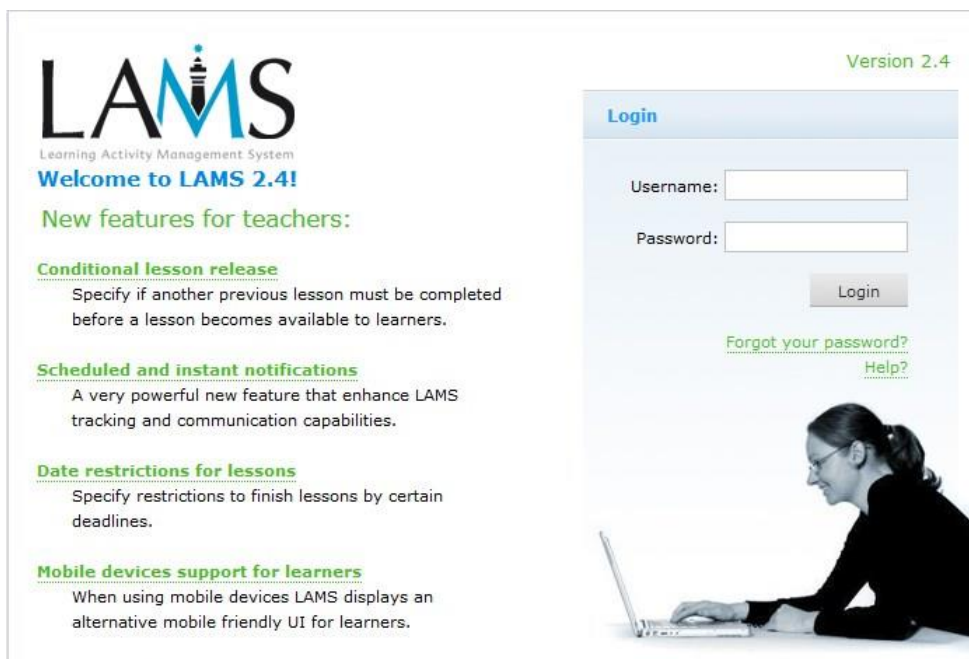 LAMS
Learning Activity Management System
Welcome to LAMS 2.4!
New features for teachers:
Conditional lesson release
Specify if another previous lesson must be completed
before a lesson becomes available to learners.
Scheduled and instant notifications
A very powerful new feature that enhance LAMS
tracking and communication capabilities.
Date restrictions for lessons
Specify restrictions to finish lessons by certain
deadlines.
Mobile devices support for learners
When using mobile devices LAMS displays an
alternative mobile friendly UI for learners.
Version 2.4
Login
Username:
Password:
Login
Forgot your password?
Help?